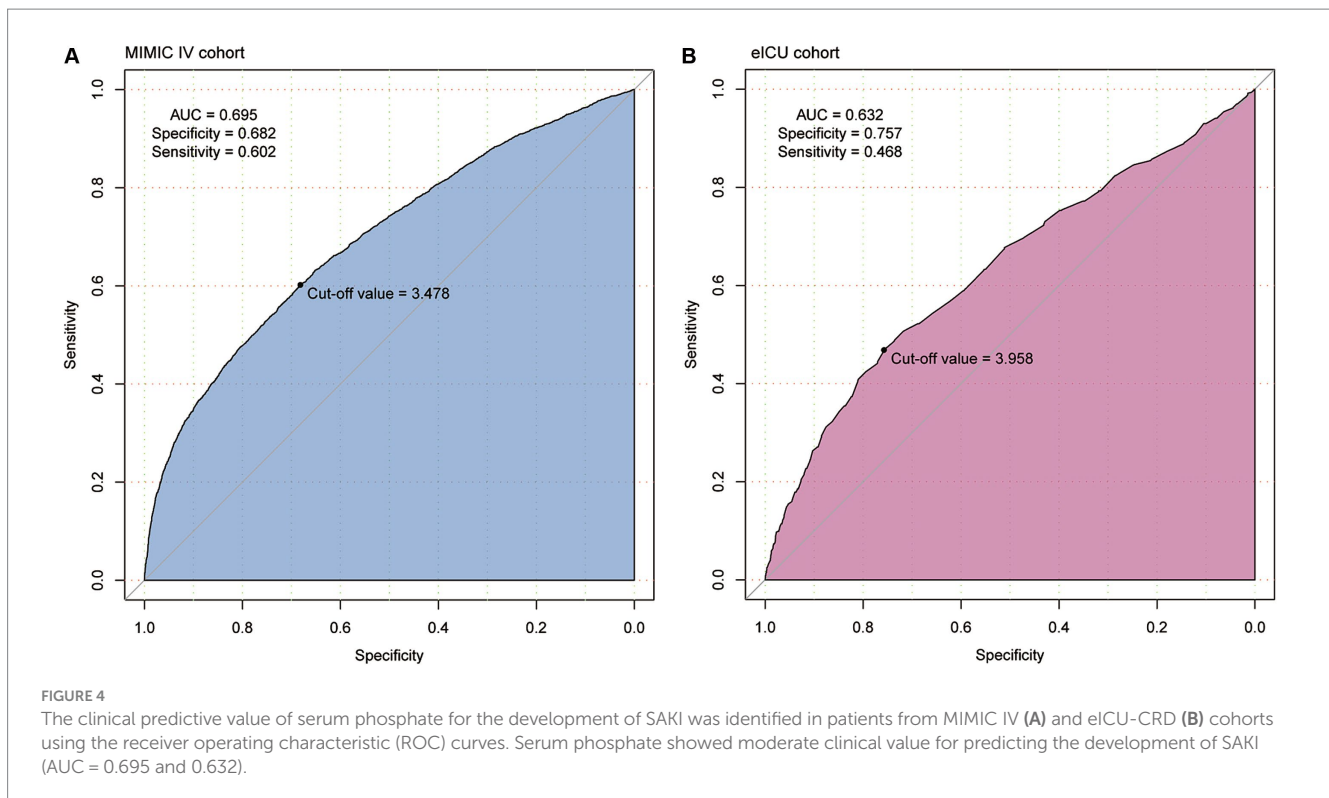 A
MIMIC IV cohort
AUC = 0.695
Specificity = 0.682
Sensitivity = 0.602
Cut-off value = 3.478
Sensitivity
1.0
0.8
0.6
0.4
0.2
0.0
1.0 0.8 0.6 0.4 0.2 0.0
Specificity
B
eICU cohort
AUC = 0.632
Specificity = 0.757
Sensitivity = 0.468
Cut-off value = 3.958
Sensitivity
1.0
0.8
0.6
0.4
0.2
0.0
1.0 0.8 0.6 0.4 0.2 0.0
Specificity
FIGURE 4
The clinical predictive value of serum phosphate for the development of SAKI was identified in patients from MIMIC IV (A) and eICU-CRD (B) cohorts
using the receiver operating characteristic (ROC) curves. Serum phosphate showed moderate clinical value for predicting the development of SAKI
(AUC = 0.695 and 0.632).